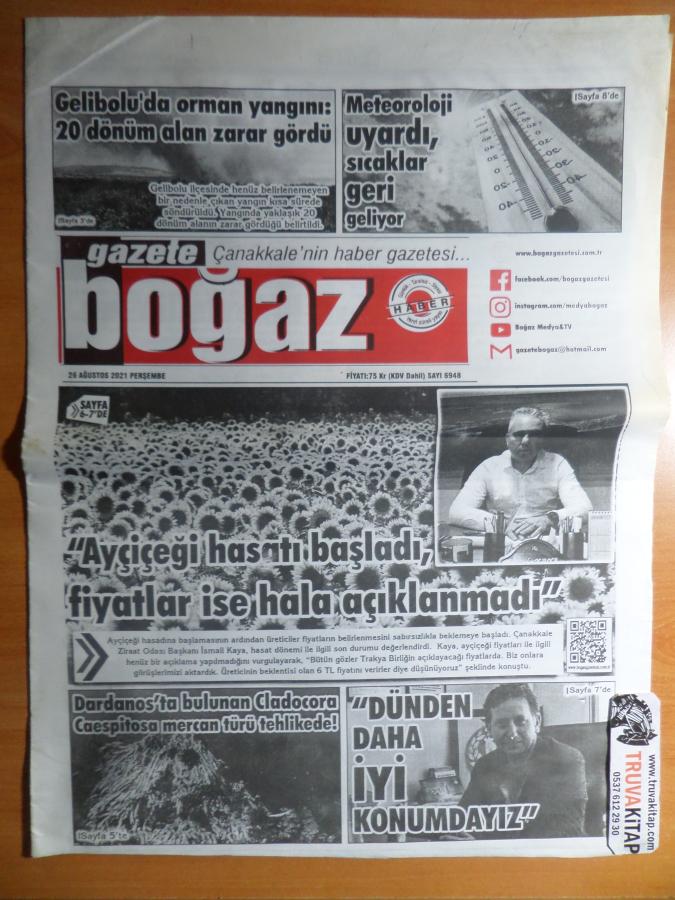 Gelibolu'da orman yangını:
20 dönüm alan zarar gördü
Gelibolu ilçesinde henüz belirlenemeyen
bir nedenle çıkan yangın kısa sürede
söndürüldü. Yangında yaklaşık 20
dönüm alanın zarar gördüğü belirtildi.
|Sayfa 3'de
Meteoroloji
uyardı,
sıcaklar
geri
geliyor
|Sayfa 8'de
gazete
Çanakkale'nin haber gazetesi...
boğaz
HABER
www.bogazgazetesi.com.tr
facebook.com/bogazgazetesi
instagram.com/medyabogaz
Boğaz Medya&TV
gazetebogaz@hotmail.com
26 AĞUSTOS 2021 PERŞEMBE
FİYATI:75 Kr (KDV Dahil) SAYI 6948
SAYFA
6-7'DE
“Ayçiçeği hasatı başladı,
fiyatlar ise hala açıklanmadi”
Ayçiçeği hasadına başlamasının ardından üreticiler fiyatların belirlenmesini sabırsızlıkla beklemeye başladı. Çanakkale
Ziraat Odası Başkanı İsmail Kaya, hasat dönemi ile ilgili son durumu değerlendirdi. Kaya, ayçiçeği fiyatları ile ilgili
henüz bir açıklama yapılmadığını vurgulayarak, “Bütün gözler Trakya Birliğin açıklayacağı fiyatlarda. Biz onlara
görüşlerimizi aktardık. Üreticinin beklentisi olan 6 TL fiyatını verirler diye düşünüyoruz” şeklinde konuştu.
Dardanos'ta bulunan Cladocora
Caespitosa mercan türü tehlikede!
|Sayfa 5'te
|Sayfa 7'de
“DÜNDEN
DAHA
İYİ
KONUMDAYIZ”
www.truvakitap.com
TRUVAKİTAP
0537 612 29 30